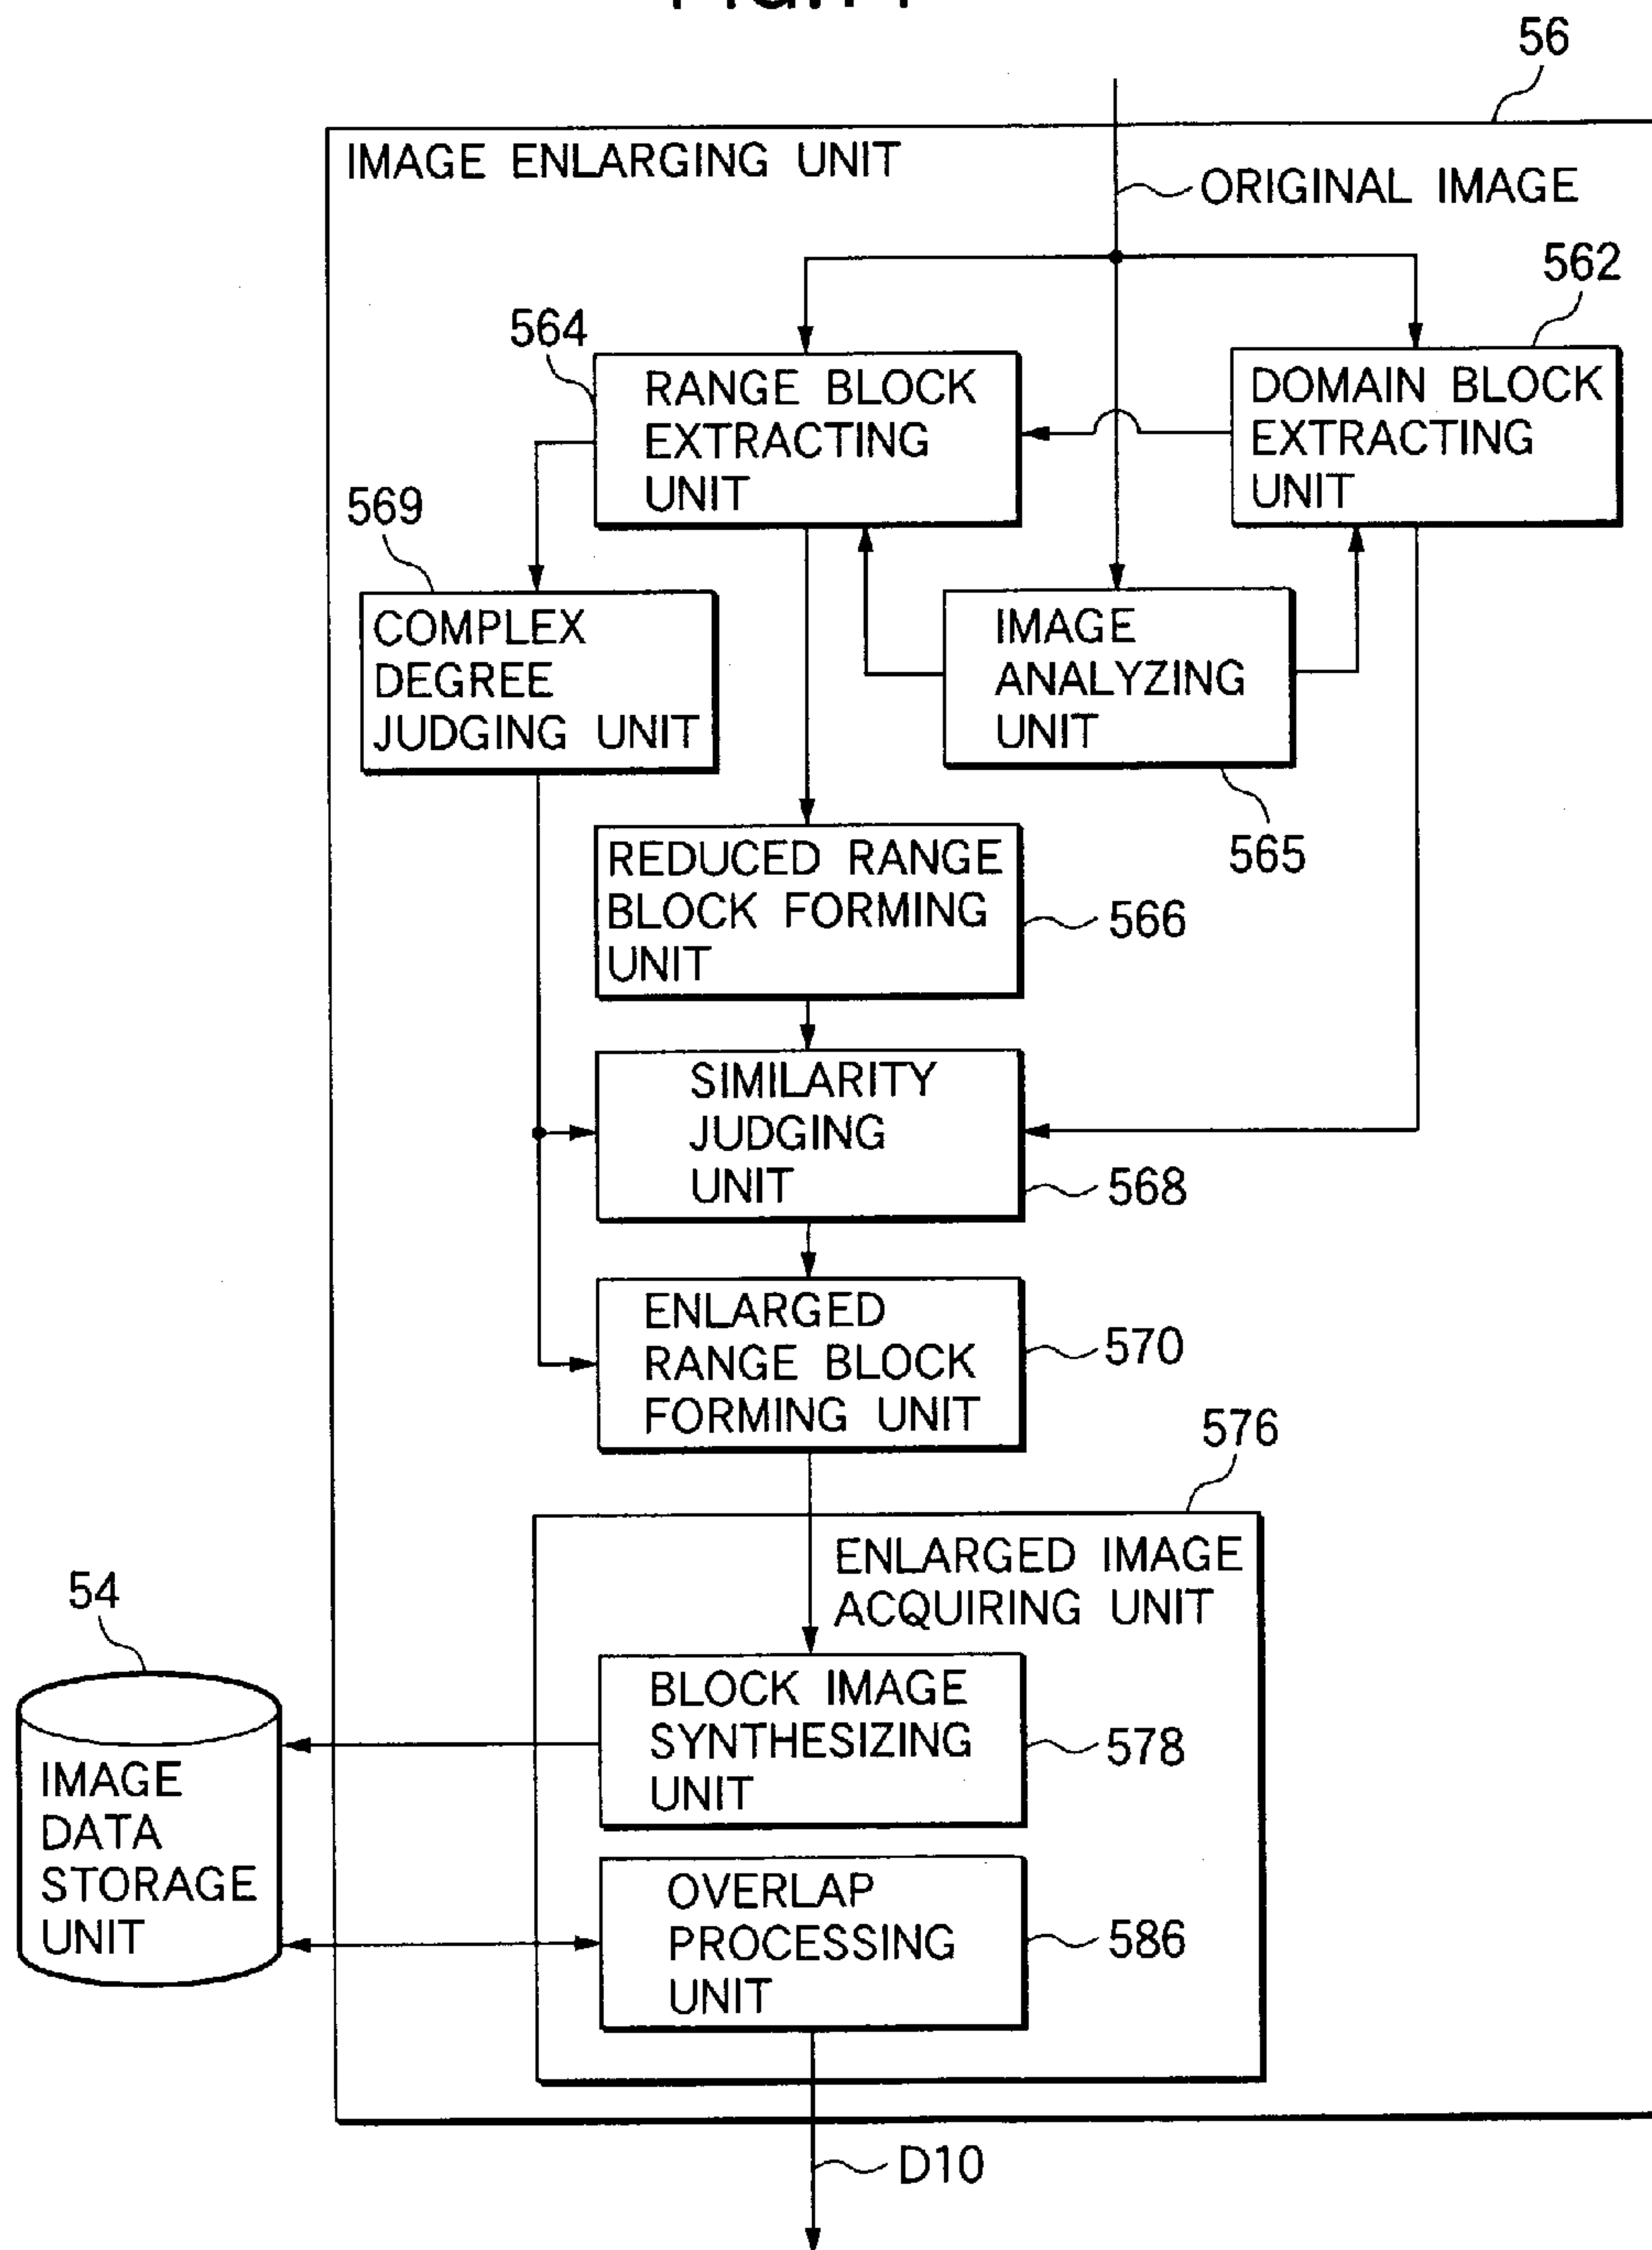 56
IMAGE ENLARGING UNIT
ORIGINAL IMAGE
562
564
RANGE BLOCK
EXTRACTING
UNIT
DOMAIN BLOCK
EXTRACTING
UNIT
569
COMPLEX
DEGREE
JUDGING UNIT
IMAGE
ANALYZING
UNIT
565
REDUCED RANGE
BLOCK FORMING
UNIT
566
SIMILARITY
JUDGING
UNIT
568
ENLARGED
RANGE BLOCK
FORMING UNIT
570
576
ENLARGED IMAGE
ACQUIRING UNIT
54
BLOCK IMAGE
SYNTHESIZING
UNIT
578
IMAGE
DATA
STORAGE
UNIT
OVERLAP
PROCESSING
UNIT
586
D10